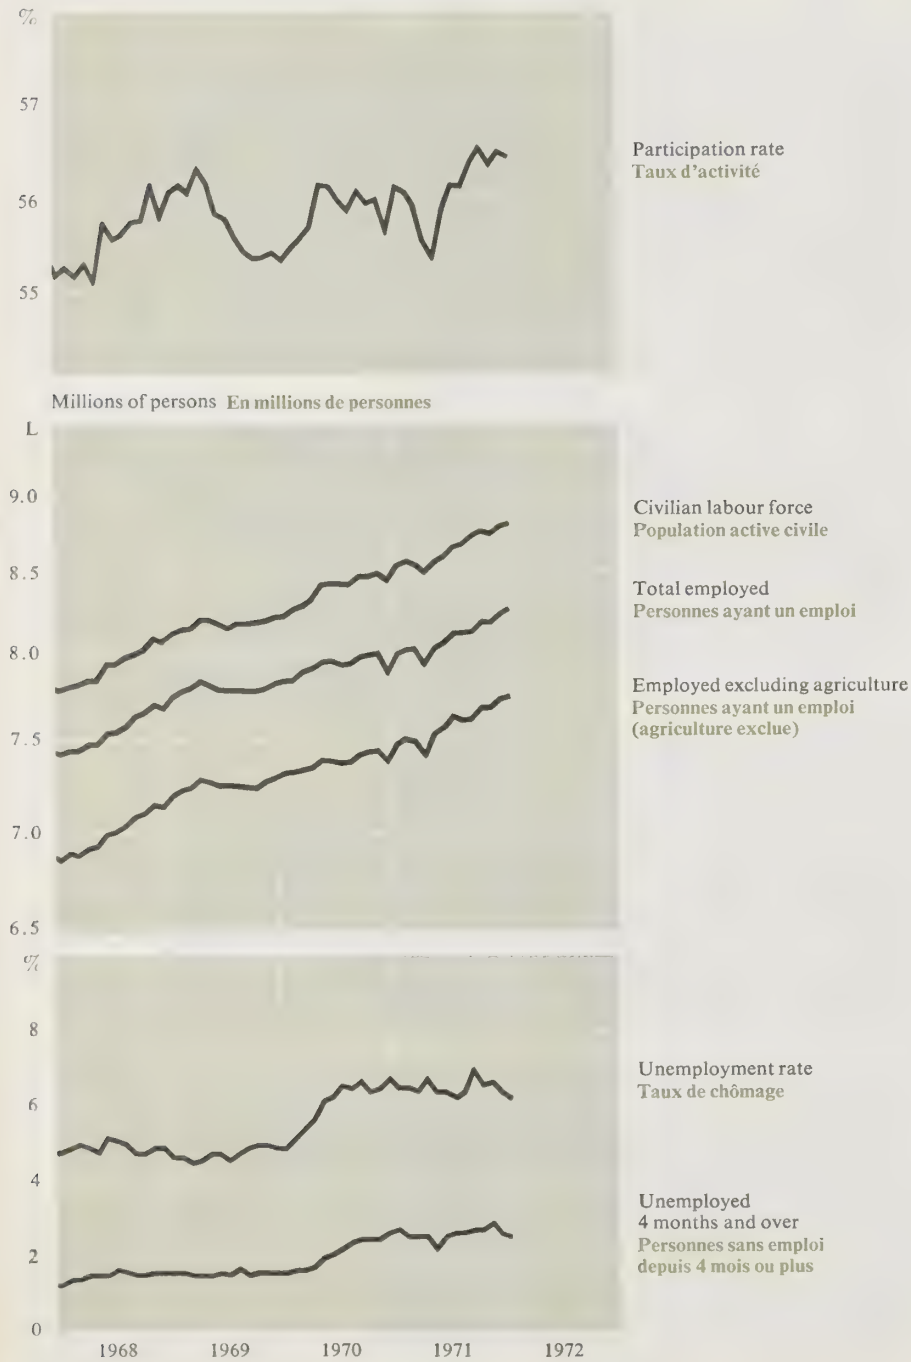 %
57
56
55
Participation rate
Taux d'activité
Millions of persons En millions de personnes
L
9.0
8.5
8.0
7.5
7.0
6.5
Civilian labour force
Population active civile
Total employed
Personnes ayant un emploi
Employed excluding agriculture
Personnes ayant un emploi
(agriculture exclue)
%
8
6
4
2
0
Unemployment rate
Taux de chômage
Unemployed
4 months and over
Personnes sans emploi
depuis 4 mois ou plus
1968 1969 1970 1971 1972